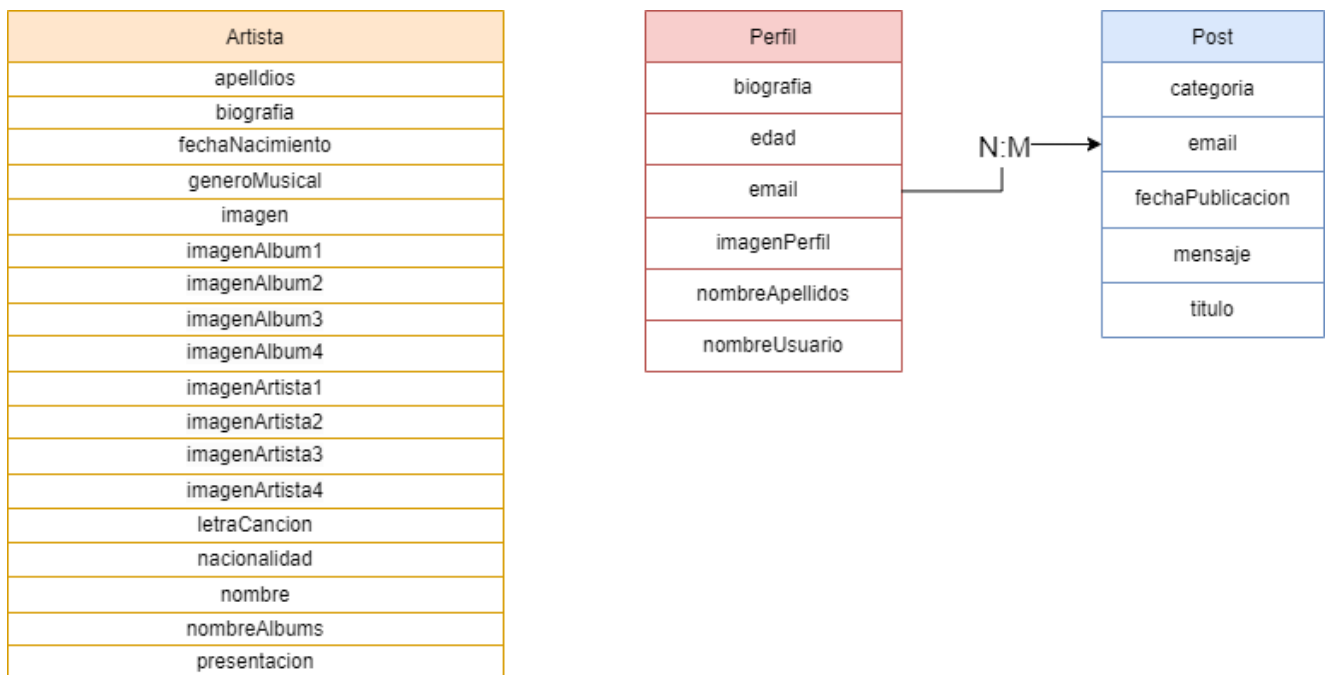 Artista
apelldios
biografia
fechaNacimiento
generoMusical
imagen
imagenAlbum1
imagenAlbum2
imagenAlbum3
imagenAlbum4
imagenArtista1
imagenArtista2
imagenArtista3
imagenArtista4
letraCancion
nacionalidad
nombre
nombreAlbums
presentacion
Perfil
biografia
edad
email
imagenPerfil
nombreApellidos
nombreUsuario
N:M
Post
categoria
email
fechaPublicacion
mensaje
titulo